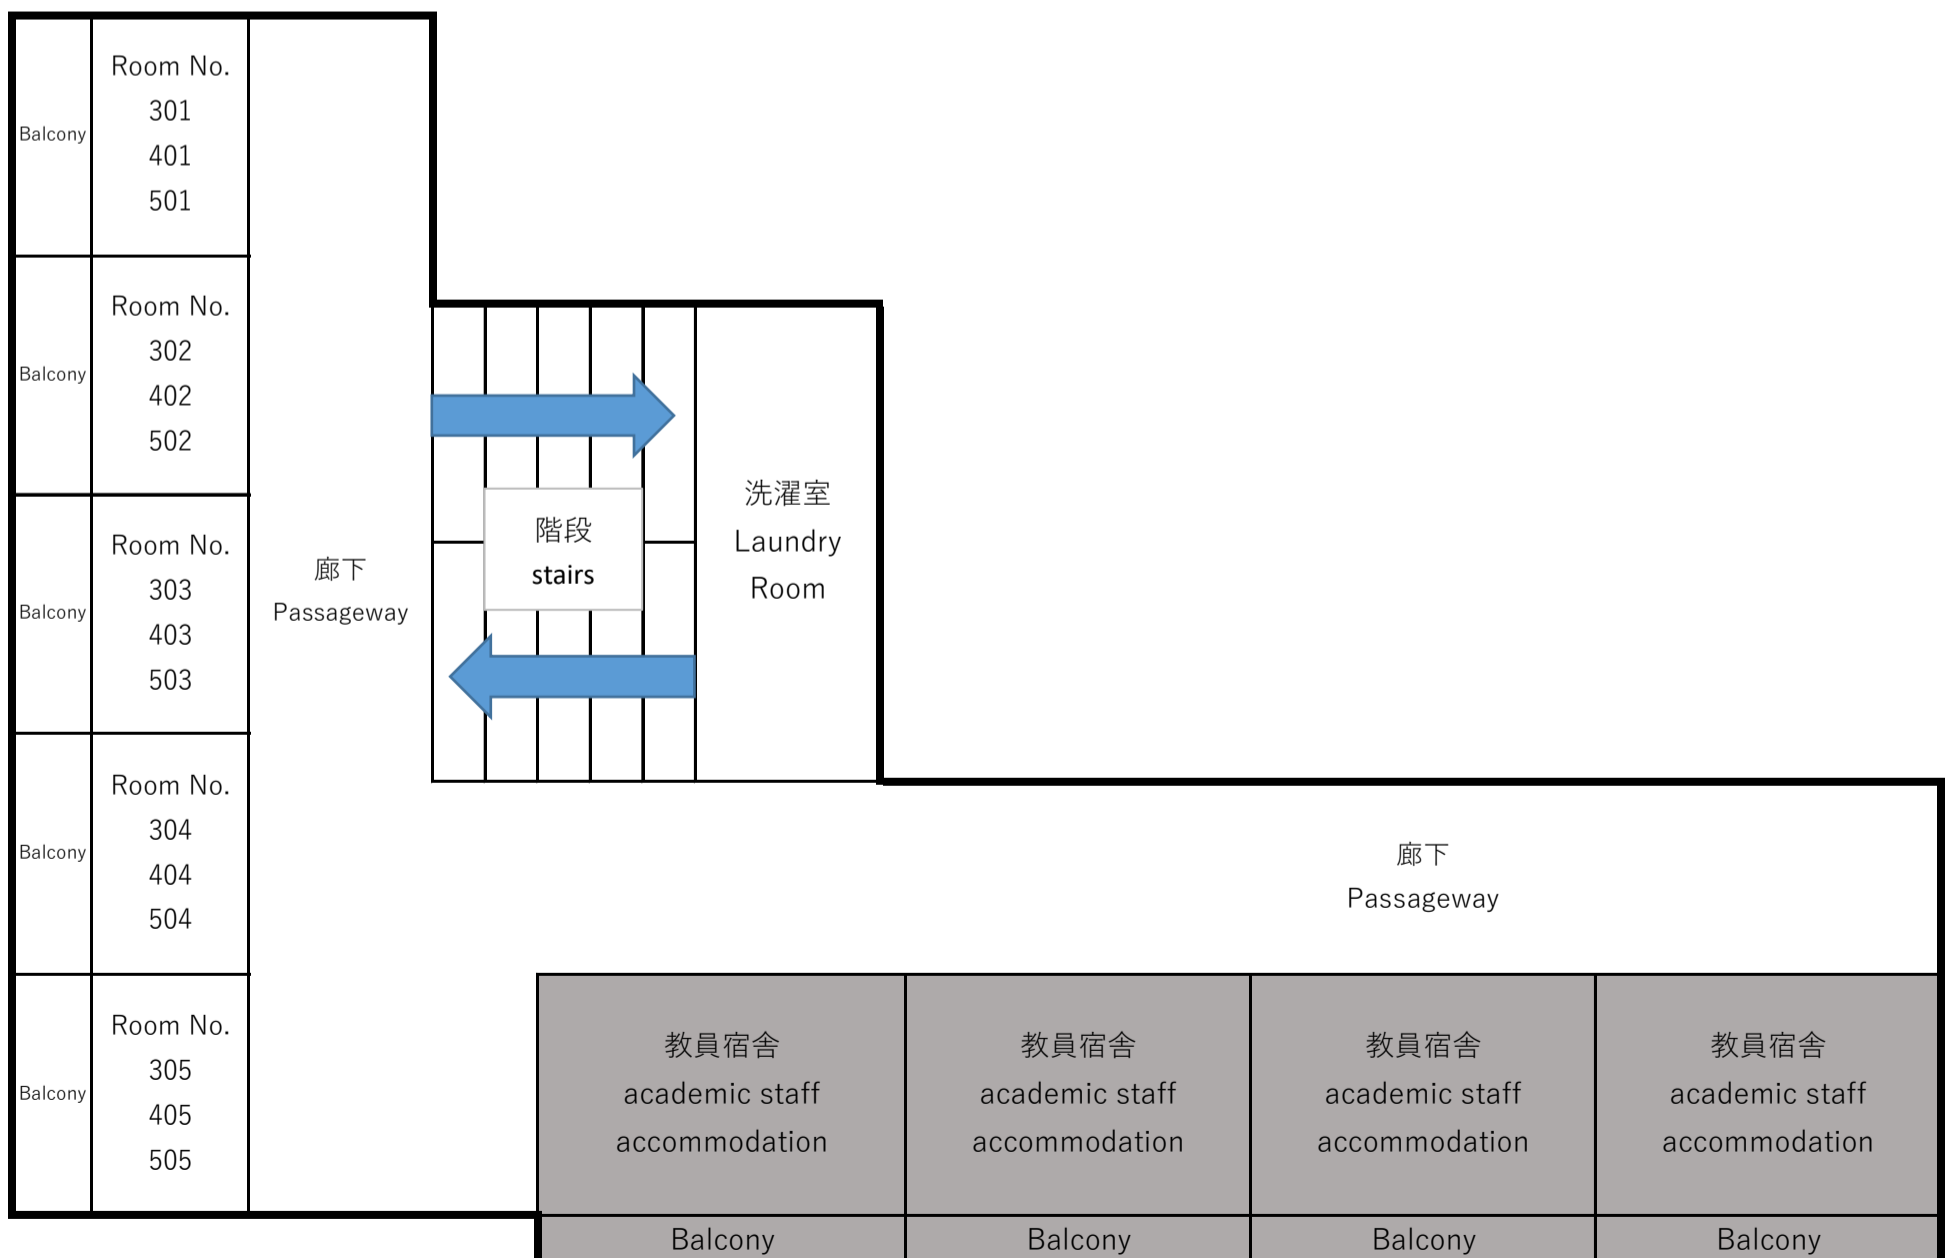 Balcony
Room No.
301
401
501
Balcony
Room No.
302
402
502
Balcony
Room No.
303
403
503
Balcony
Room No.
304
404
504
Balcony
Room No.
305
405
505
廊下
Passageway
階段
stairs
洗濯室
Laundry
Room
廊下
Passageway
教員宿舎
academic staff
accommodation
教員宿舎
academic staff
accommodation
教員宿舎
academic staff
accommodation
教員宿舎
academic staff
accommodation
Balcony
Balcony
Balcony
Balcony